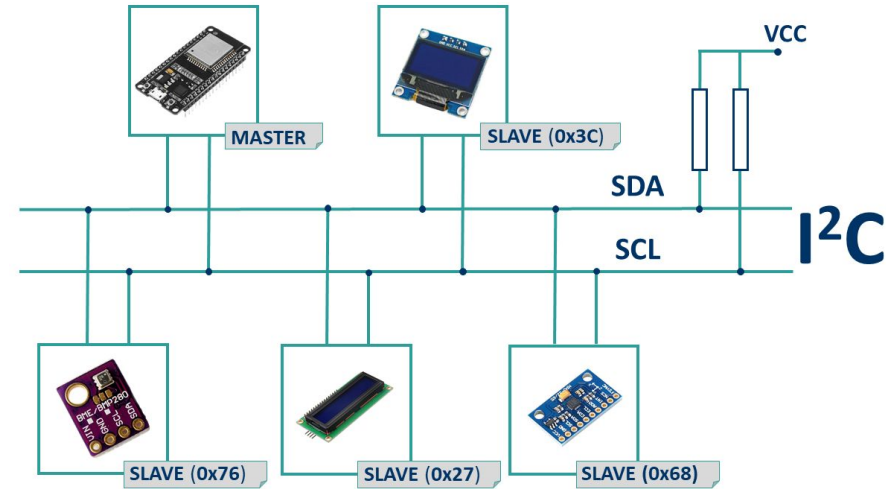 VCC
MASTER
SLAVE (0x3C)
SDA
I²C
SCL
BME/BMP280
VIN
GND
SCL
SDA
SLAVE (0x76)
SLAVE (0x27)
SLAVE (0x68)